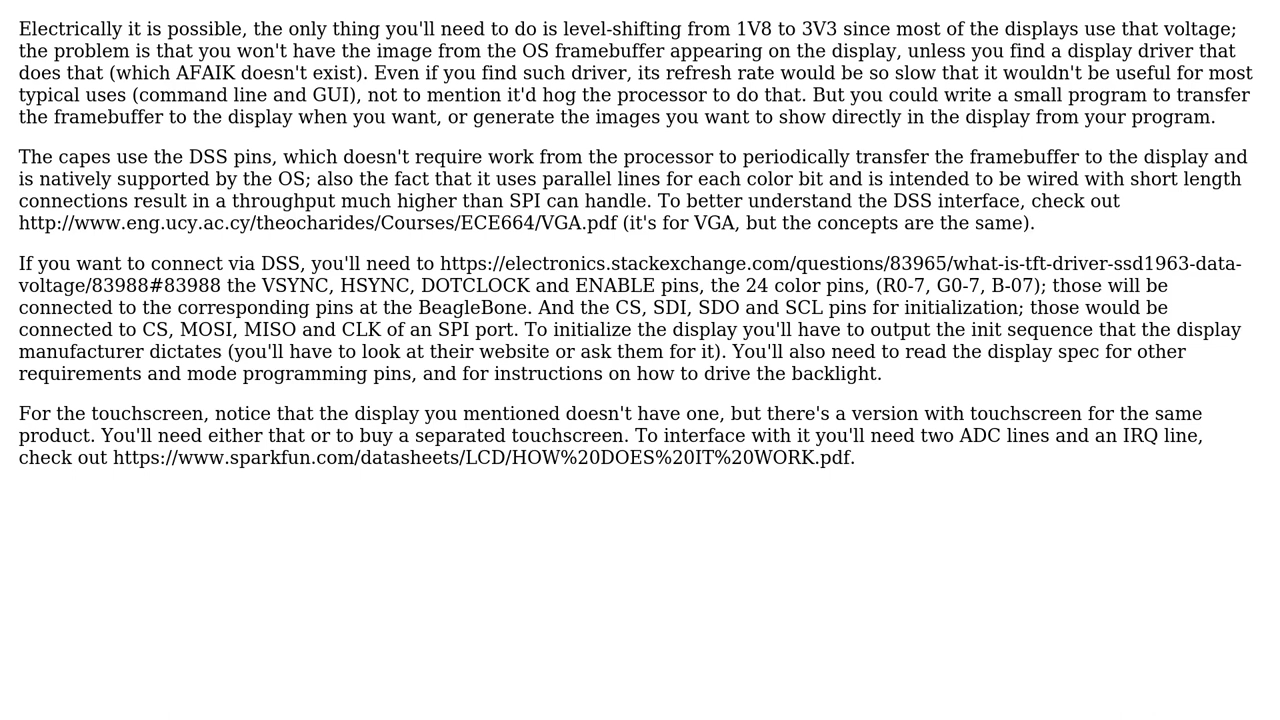 Electrically it is possible, the only thing you'll need to do is level-shifting from 1V8 to 3V3 since most of the displays use that voltage;
the problem is that you won't have the image from the OS framebuffer appearing on the display, unless you find a display driver that
does that (which AFAIK doesn't exist). Even if you find such driver, its refresh rate would be so slow that it wouldn't be useful for most
typical uses (command line and GUI), not to mention it'd hog the processor to do that. But you could write a small program to transfer
the framebuffer to the display when you want, or generate the images you want to show directly in the display from your program.
The capes use the DSS pins, which doesn't require work from the processor to periodically transfer the framebuffer to the display and
is natively supported by the OS; also the fact that it uses parallel lines for each color bit and is intended to be wired with short length
connections result in a throughput much higher than SPI can handle. To better understand the DSS interface, check out
http://www.eng.ucy.ac.cy/theocharides/Courses/ECE664/VGA.pdf (it's for VGA, but the concepts are the same).
If you want to connect via DSS, you'll need to https://electronics.stackexchange.com/questions/83965/what-is-tft-driver-ssd1963-data-
voltage/83988#83988 the VSYNC, HSYNC, DOTCLOCK and ENABLE pins, the 24 color pins, (R0-7, G0-7, B-07); those will be
connected to the corresponding pins at the BeagleBone. And the CS, SDI, SDO and SCL pins for initialization; those would be
connected to CS, MOSI, MISO and CLK of an SPI port. To initialize the display you'll have to output the init sequence that the display
manufacturer dictates (you'll have to look at their website or ask them for it). You'll also need to read the display spec for other
requirements and mode programming pins, and for instructions on how to drive the backlight.
For the touchscreen, notice that the display you mentioned doesn't have one, but there's a version with touchscreen for the same
product. You'll need either that or to buy a separated touchscreen. To interface with it you'll need two ADC lines and an IRQ line,
check out https://www.sparkfun.com/datasheets/LCD/HOW%20DOES%20IT%20WORK.pdf.